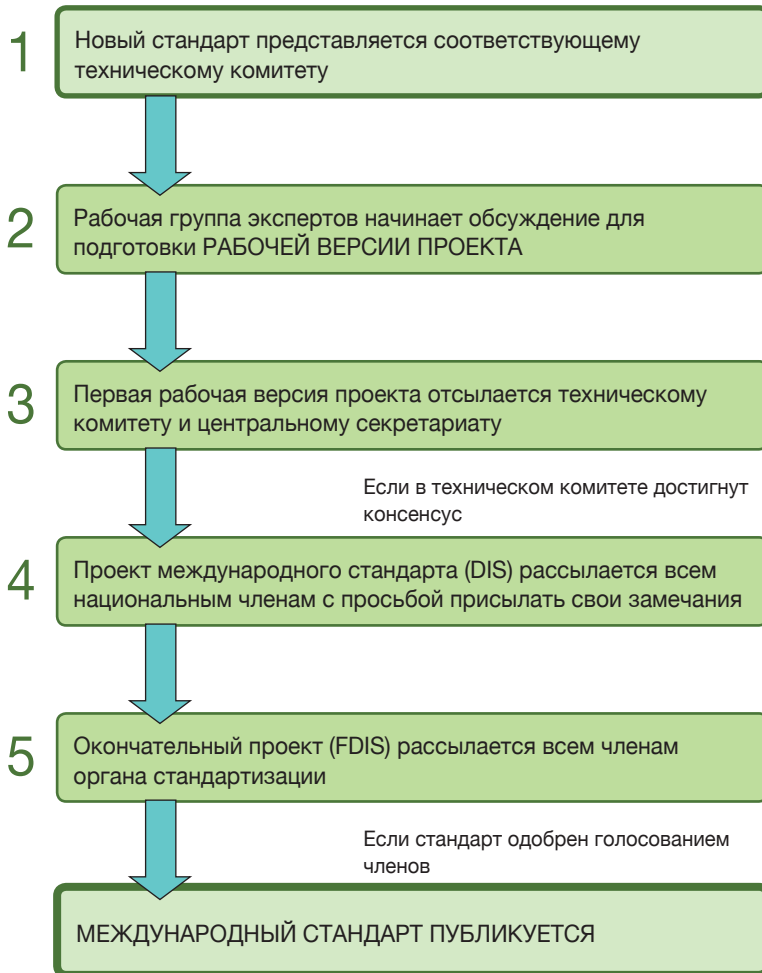 1
Новый стандарт представляется соответствующему
техническому комитету
2
Рабочая группа экспертов начинает обсуждение для
подготовки РАБОЧЕЙ ВЕРСИИ ПРОЕКТА
3
Первая рабочая версия проекта отсылается техническому
комитету и центральному секретариату
Если в техническом комитете достигнут
консенсус
4
Проект международного стандарта (DIS) рассылается всем
национальным членам с просьбой присылать свои замечания
5
Окончательный проект (FDIS) рассылается всем членам
органа стандартизации
Если стандарт одобрен голосованием
членов
МЕЖДУНАРОДНЫЙ СТАНДАРТ ПУБЛИКУЕТСЯ